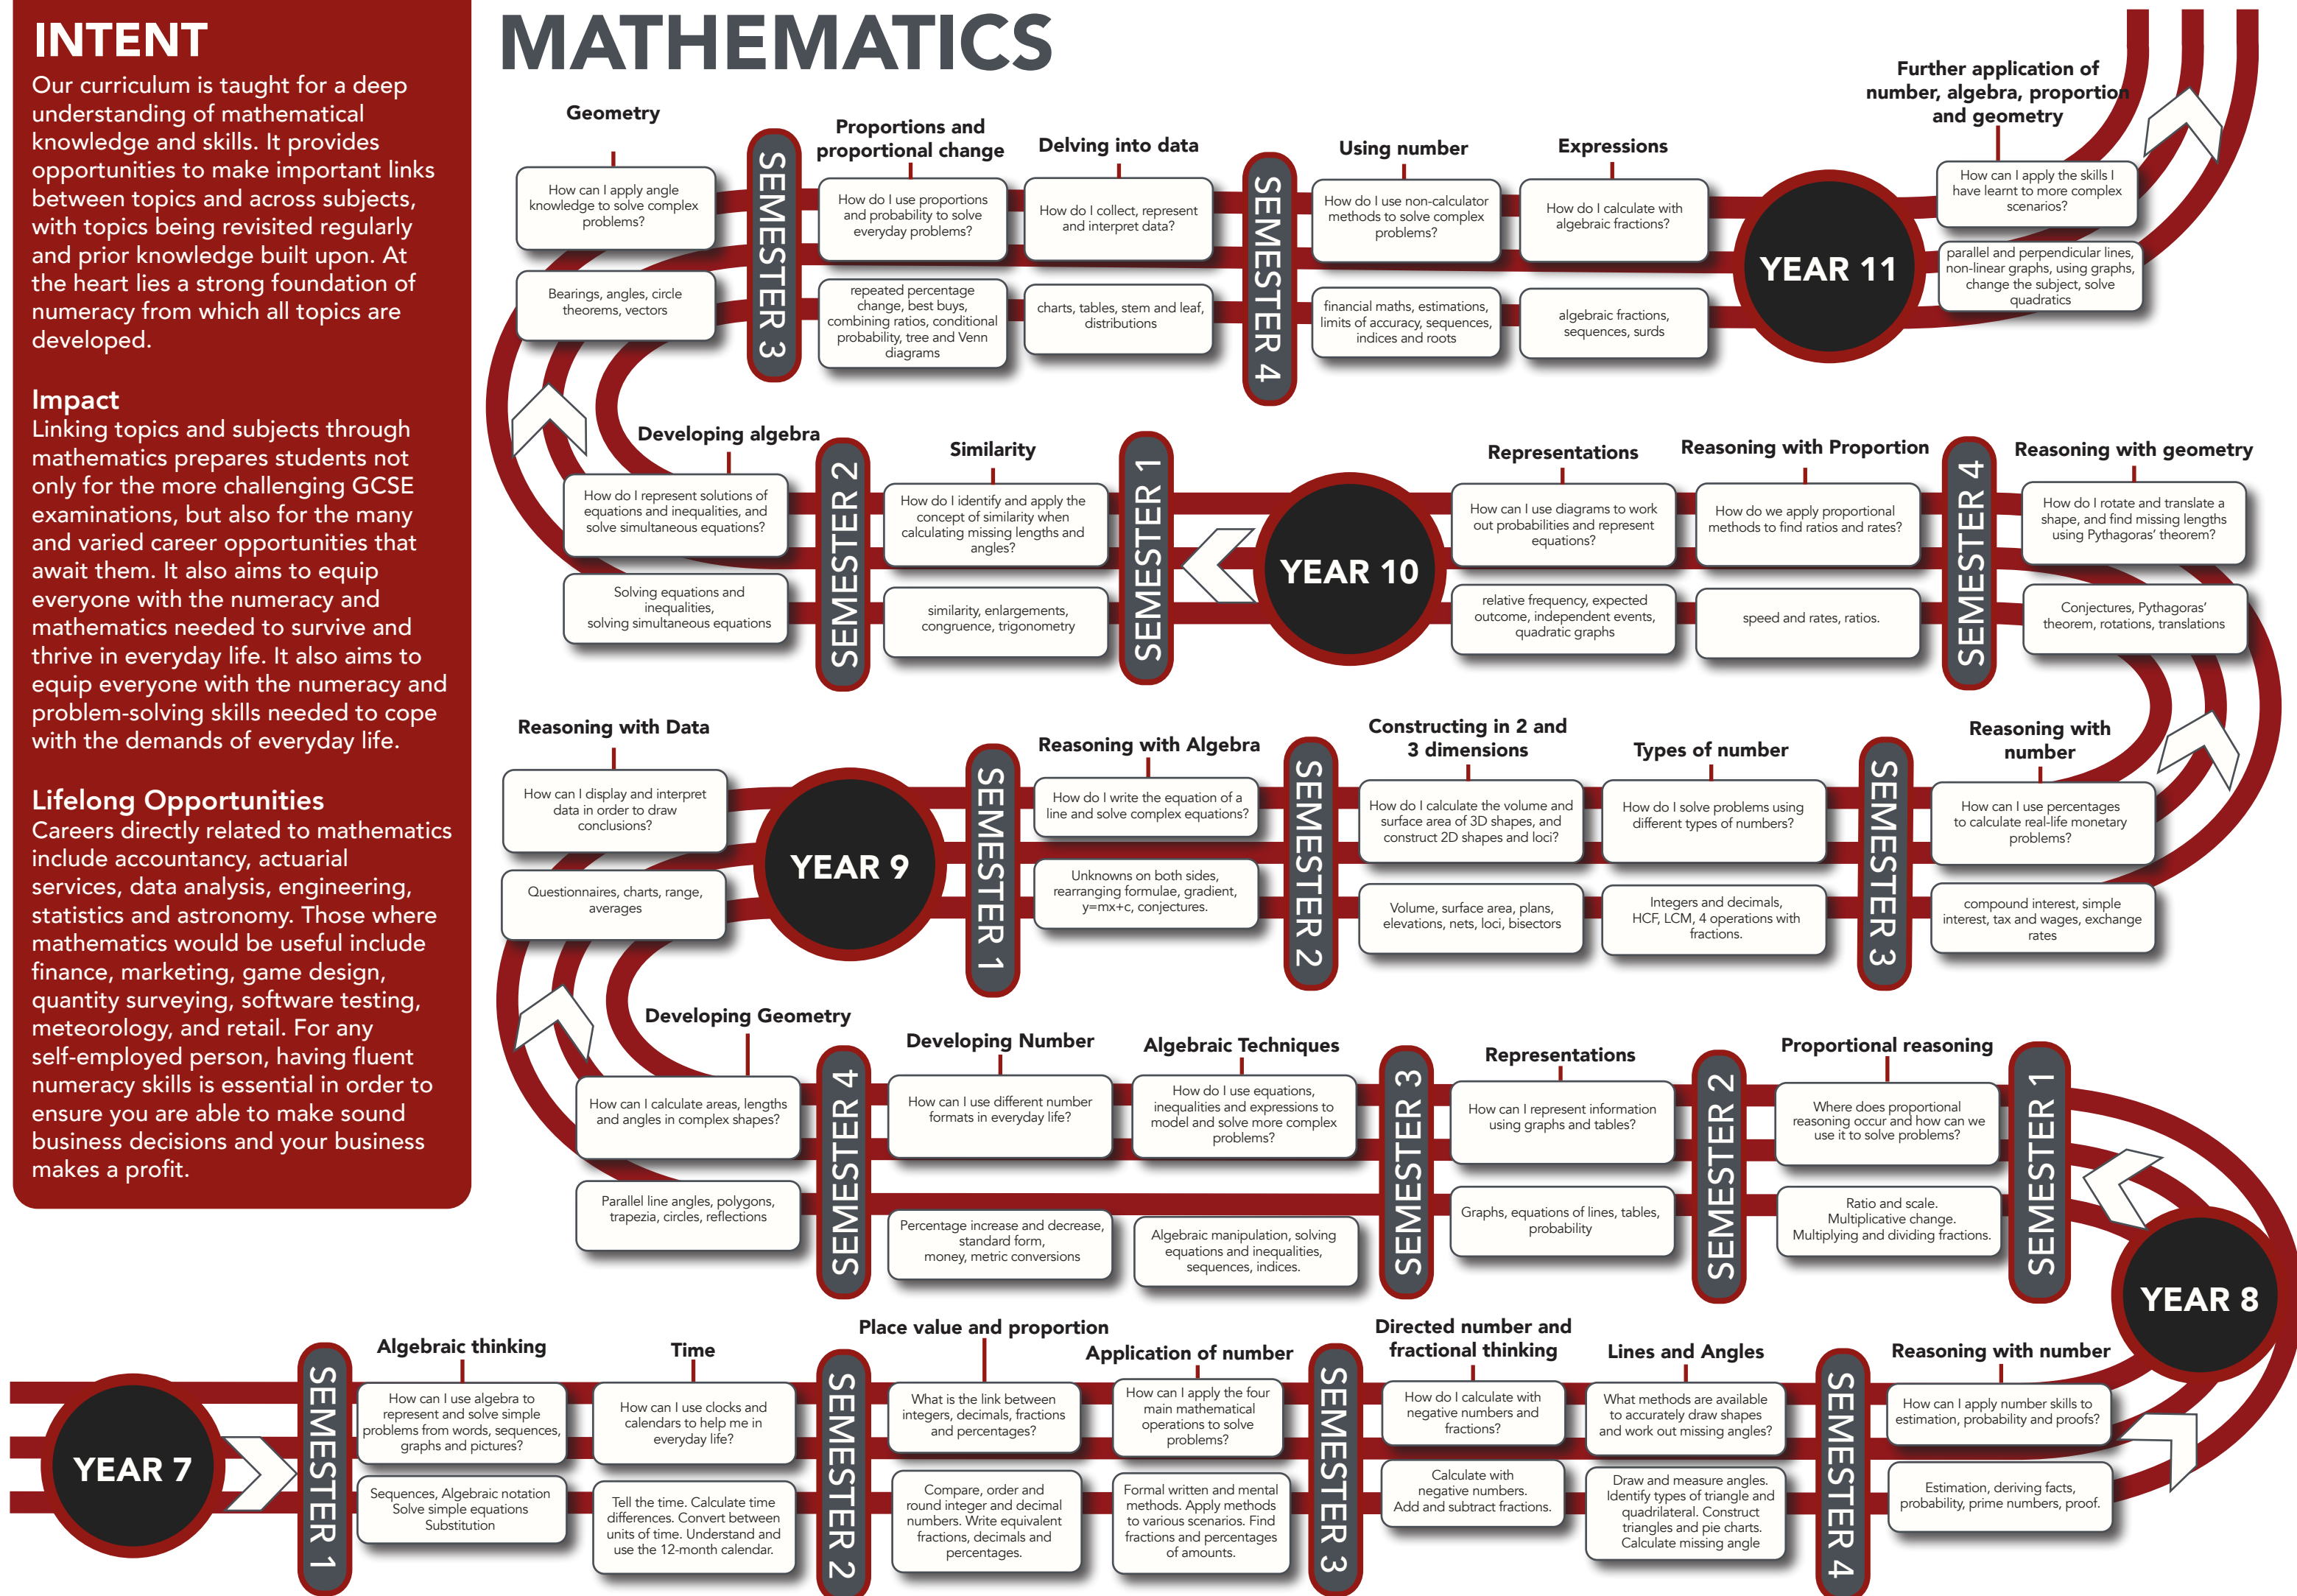 INTENT
Our curriculum is taught for a deep
understanding of mathematical
knowledge and skills. It provides
opportunities to make important links
between topics and across subjects,
with topics being revisited regularly
and prior knowledge built upon. At
the heart lies a strong foundation of
numeracy from which all topics are
developed.
Impact
Linking topics and subjects through
mathematics prepares students not
only for the more challenging GCSE
examinations, but also for the many
and varied career opportunities that
await them. It also aims to equip
everyone with the numeracy and
mathematics needed to survive and
thrive in everyday life. It also aims to
equip everyone with the numeracy and
problem-solving skills needed to cope
with the demands of everyday life.
Lifelong Opportunities
Careers directly related to mathematics
include accountancy, actuarial
services, data analysis, engineering,
statistics and astronomy. Those where
mathematics would be useful include
finance, marketing, game design,
quantity surveying, software testing,
meteorology, and retail. For any
self-employed person, having fluent
numeracy skills is essential in order to
ensure you are able to make sound
business decisions and your business
makes a profit.
MATHEMATICS
Geometry
How can I apply angle
knowledge to solve complex
problems?
Bearings, angles, circle
theorems, vectors
SEMESTER 3
Proportions and
proportional change
How do I use proportions
and probability to solve
everyday problems?
repeated percentage
change, best buys,
combining ratios, conditional
probability, tree and Venn
diagrams
Delving into data
How do I collect, represent
and interpret data?
charts, tables, stem and leaf,
distributions
SEMESTER 4
Using number
How do I use non-calculator
methods to solve complex
problems?
financial maths, estimations,
limits of accuracy, sequences,
indices and roots
Expressions
How do I calculate with
algebraic fractions?
algebraic fractions,
sequences, surds
YEAR 11
Further application of
number, algebra, proportion
and geometry
How can I apply the skills I
have learnt to more complex
scenarios?
parallel and perpendicular lines,
non-linear graphs, using graphs,
change the subject, solve
quadratics
Developing algebra
How do I represent solutions of
equations and inequalities, and
solve simultaneous equations?
Solving equations and
inequalities,
solving simultaneous equations
SEMESTER 2
Similarity
How do I identify and apply the
concept of similarity when
calculating missing lengths and
angles?
similarity, enlargements,
congruence, trigonometry
SEMESTER 1
YEAR 10
Representations
How can I use diagrams to work
out probabilities and represent
equations?
relative frequency, expected
outcome, independent events,
quadratic graphs
Reasoning with Proportion
How do we apply proportional
methods to find ratios and rates?
speed and rates, ratios.
SEMESTER 4
Reasoning with geometry
How do I rotate and translate a
shape, and find missing lengths
using Pythagoras' theorem?
Conjectures, Pythagoras'
theorem, rotations, translations
Reasoning with Data
How can I display and interpret
data in order to draw
conclusions?
Questionnaires, charts, range,
averages
YEAR 9
SEMESTER 1
Reasoning with Algebra
How do I write the equation of a
line and solve complex equations?
Unknowns on both sides,
rearranging formulae, gradient,
y=mx+c, conjectures.
SEMESTER 2
Constructing in 2 and
3 dimensions
How do I calculate the volume and
surface area of 3D shapes, and
construct 2D shapes and loci?
Volume, surface area, plans,
elevations, nets, loci, bisectors
Types of number
How do I solve problems using
different types of numbers?
Integers and decimals,
HCF, LCM, 4 operations with
fractions.
SEMESTER 3
Reasoning with
number
How can I use percentages
to calculate real-life monetary
problems?
compound interest, simple
interest, tax and wages, exchange
rates
Developing Geometry
How can I calculate areas, lengths
and angles in complex shapes?
Parallel line angles, polygons,
trapezia, circles, reflections
SEMESTER 4
Developing Number
How can I use different number
formats in everyday life?
Percentage increase and decrease,
standard form,
money, metric conversions
Algebraic Techniques
How do I use equations,
inequalities and expressions to
model and solve more complex
problems?
Algebraic manipulation, solving
equations and inequalities,
sequences, indices.
SEMESTER 3
Representations
How can I represent information
using graphs and tables?
Graphs, equations of lines, tables,
probability
SEMESTER 2
Proportional reasoning
Where does proportional
reasoning occur and how can we
use it to solve problems?
Ratio and scale.
Multiplicative change.
Multiplying and dividing fractions.
SEMESTER 1
YEAR 8
YEAR 7
SEMESTER 1
Algebraic thinking
How can I use algebra to
represent and solve simple
problems from words, sequences,
graphs and pictures?
Sequences, Algebraic notation
Solve simple equations
Substitution
Time
How can I use clocks and
calendars to help me in
everyday life?
Tell the time. Calculate time
differences. Convert between
units of time. Understand and
use the 12-month calendar.
SEMESTER 2
Place value and proportion
What is the link between
integers, decimals, fractions
and percentages?
Compare, order and
round integer and decimal
numbers. Write equivalent
fractions, decimals and
percentages.
Application of number
How can I apply the four
main mathematical
operations to solve
problems?
Formal written and mental
methods. Apply methods
to various scenarios. Find
fractions and percentages
of amounts.
SEMESTER 3
Directed number and
fractional thinking
How do I calculate with
negative numbers and
fractions?
Calculate with
negative numbers.
Add and subtract fractions.
Lines and Angles
What methods are available
to accurately draw shapes
and work out missing angles?
Draw and measure angles.
Identify types of triangle and
quadrilateral. Construct
triangles and pie charts.
Calculate missing angle
SEMESTER 4
Reasoning with number
How can I apply number skills to
estimation, probability and proofs?
Estimation, deriving facts,
probability, prime numbers, proof.